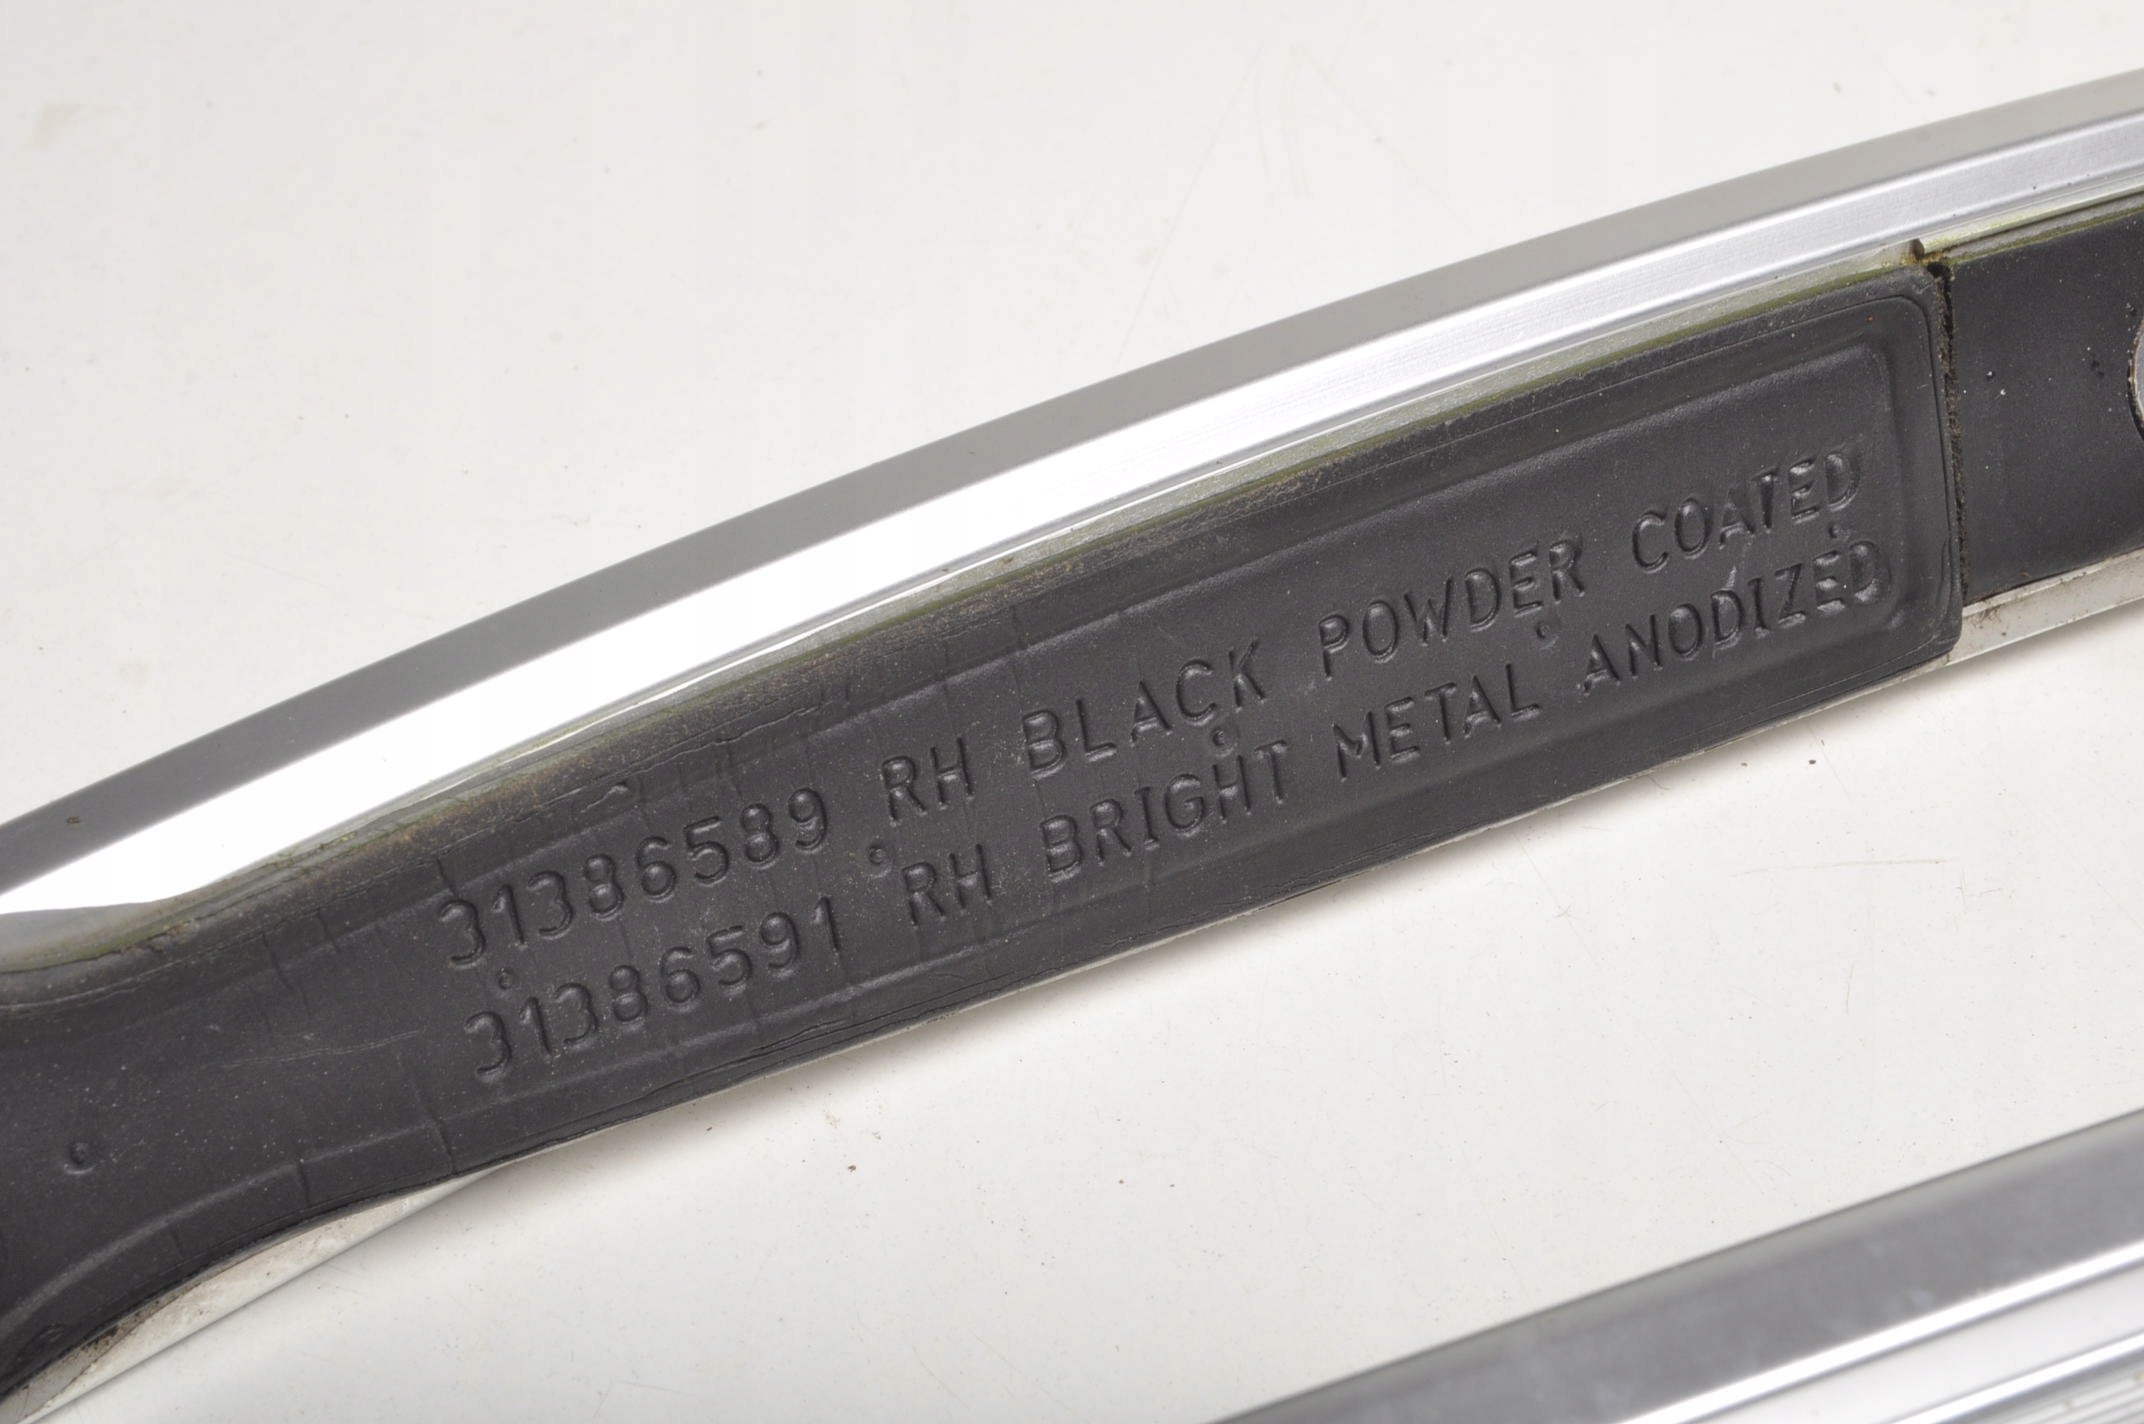 31386589 RH BLACK POWDER COATED
31386591 RH BRIGHT METAL ANODIZED